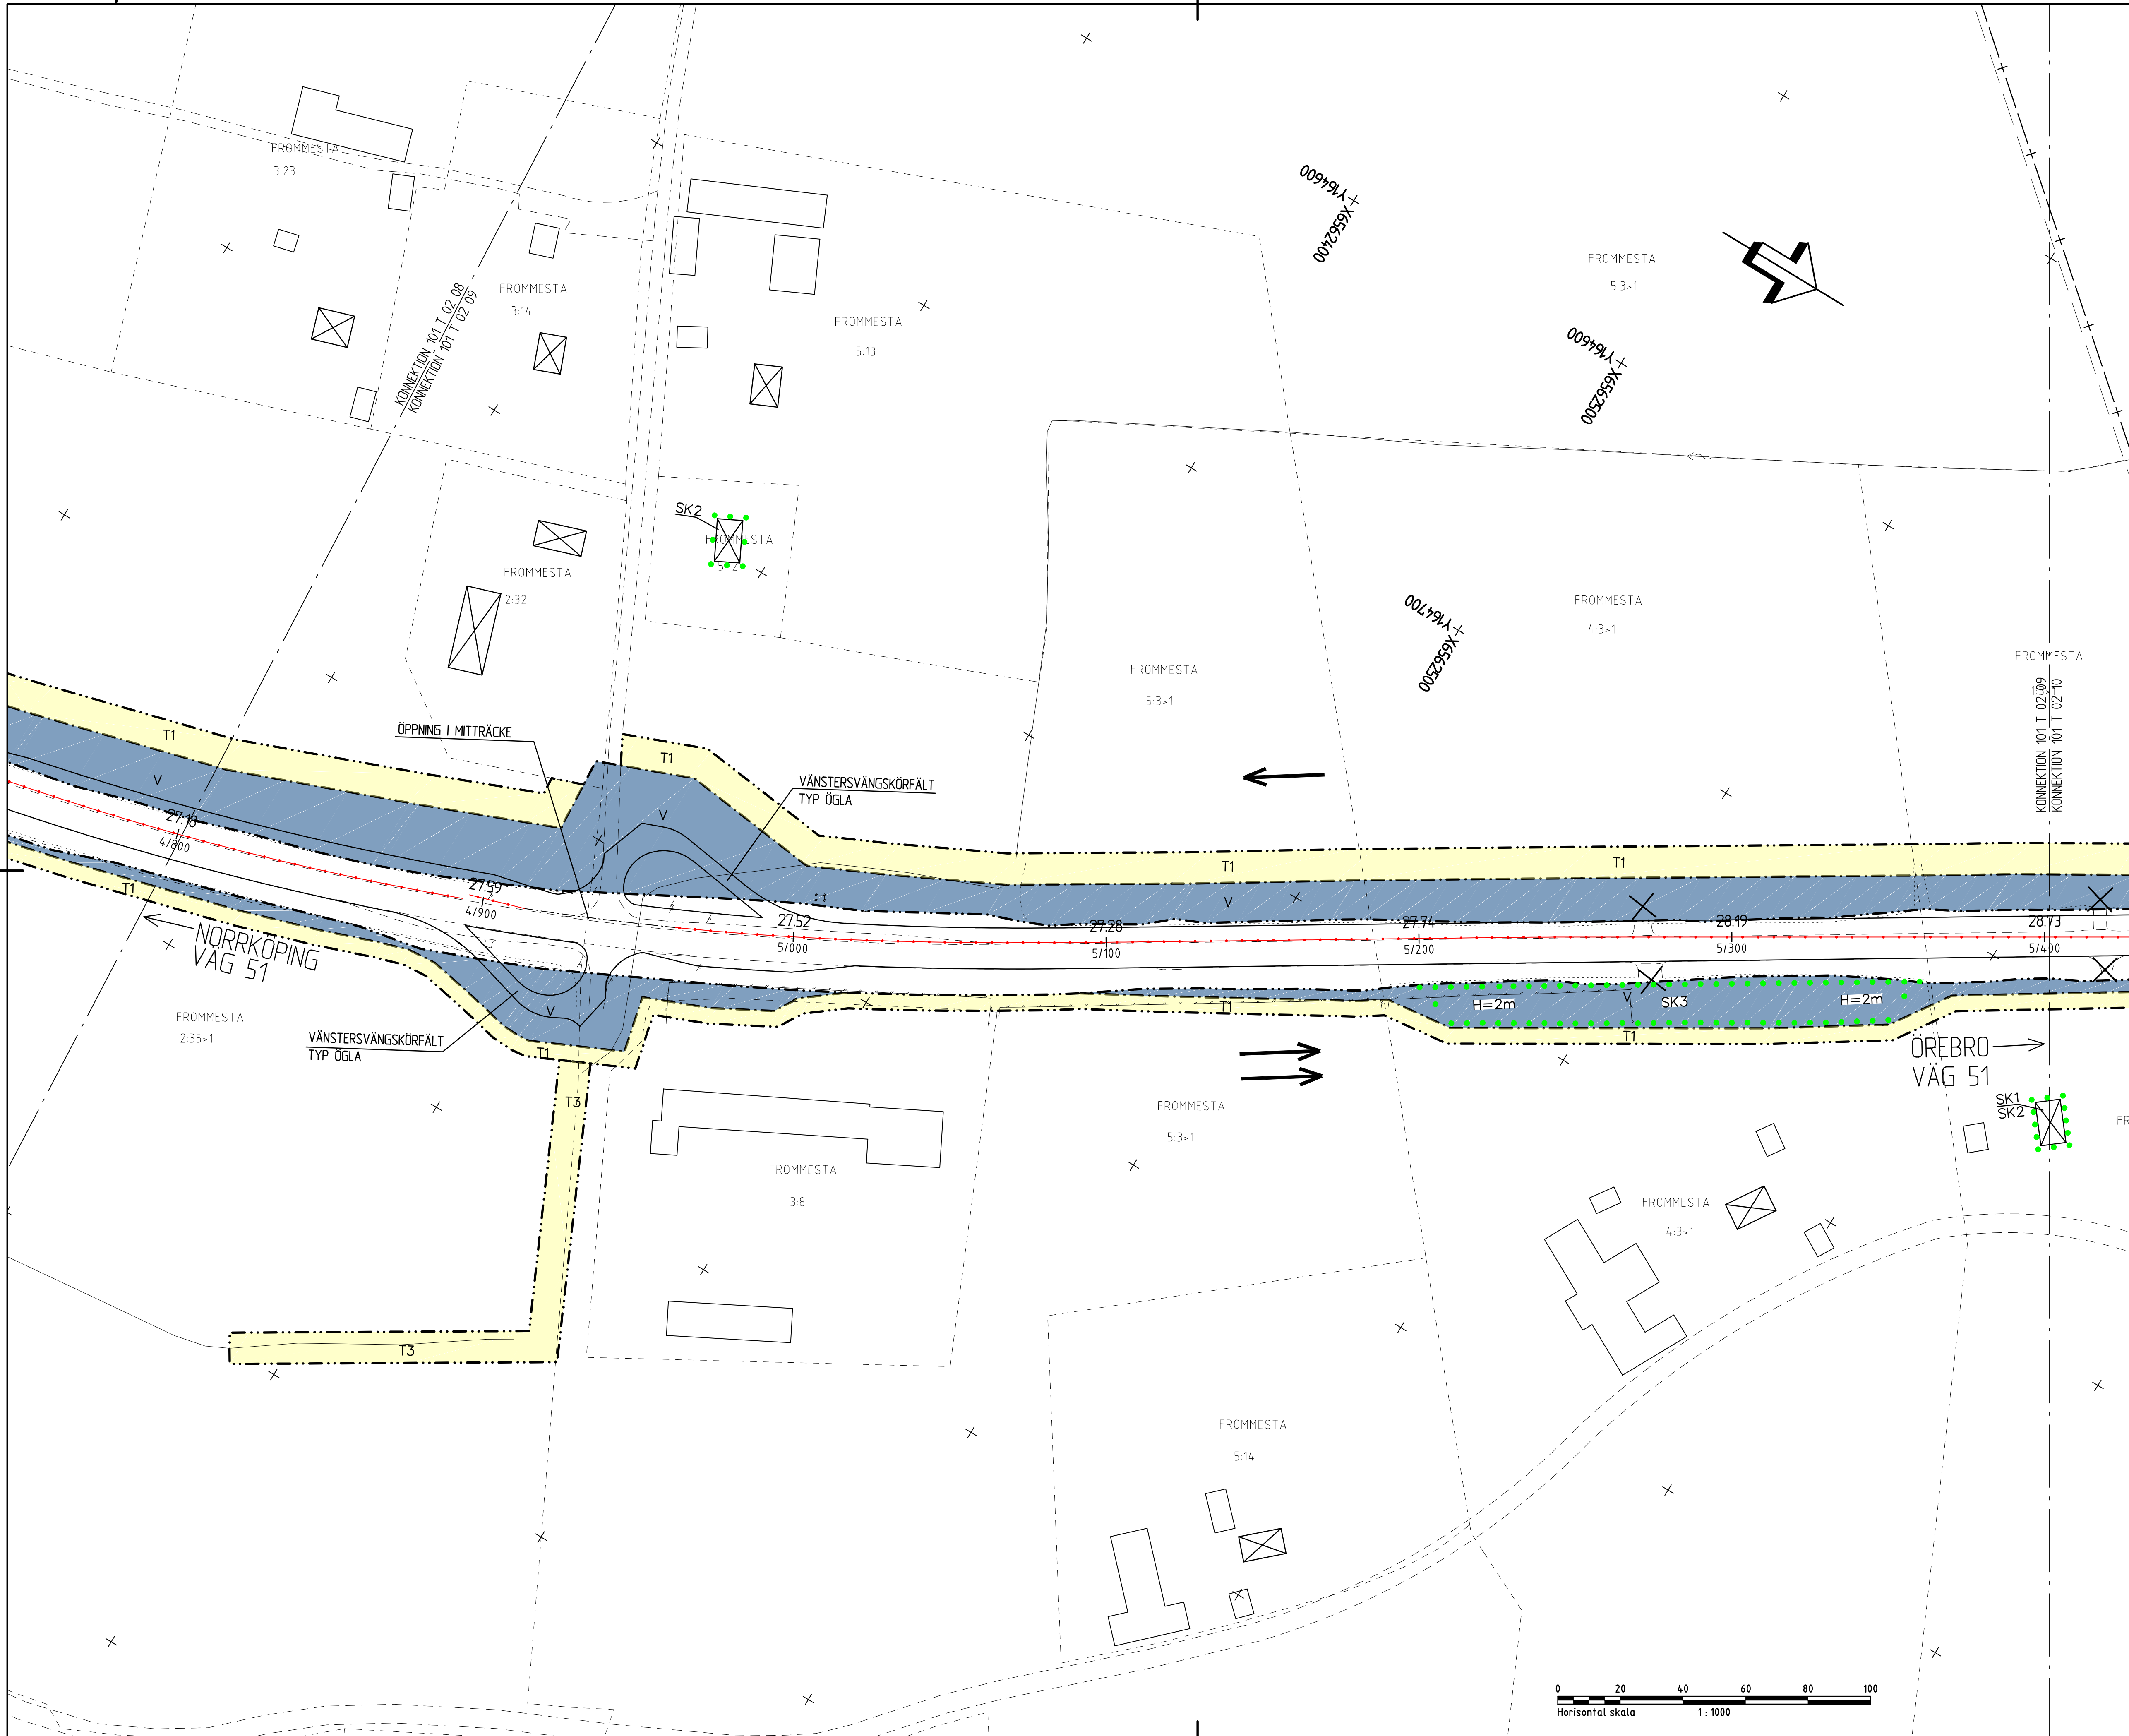 FROMMESTA
3:23
KONNEKTION 101 T 02 08
KONNEKTION 101 T 02 09
FROMMESTA
3:14
FROMMESTA
5:13
Y164600
X6562400
FROMMESTA
5:3>1
Y164600
X6562500
SK2
FROMMESTA
5:12
FROMMESTA
2:32
Y164700
X6562500
FROMMESTA
4:3>1
FROMMESTA
5:3>1
FROMMESTA
KONNEKTION 101 T 02 09
KONNEKTION 101 T 02 10
T1
V
ÖPPNING I MITTRÄCKE
T1
V
VÄNSTERSVÄNGSKÖRFÄLT
TYP ÖGLA
T1
T1
V
27.18
4/800
27.59
4/900
27.52
5/000
27.28
5/100
27.74
5/200
28.19
5/300
28.73
5/400
T1
NORRKÖPING
VÄG 51
FROMMESTA
2:35>1
VÄNSTERSVÄNGSKÖRFÄLT
TYP ÖGLA
V
T1
T1
H=2m
V
SK3
H=2m
T1
ÖREBRO
VÄG 51
T3
FROMMESTA
3:8
FROMMESTA
5:3>1
SK1
SK2
FR
FROMMESTA
4:3>1
T3
FROMMESTA
5:14
0 20 40 60 80 100
Horisontal skala 1 : 1000